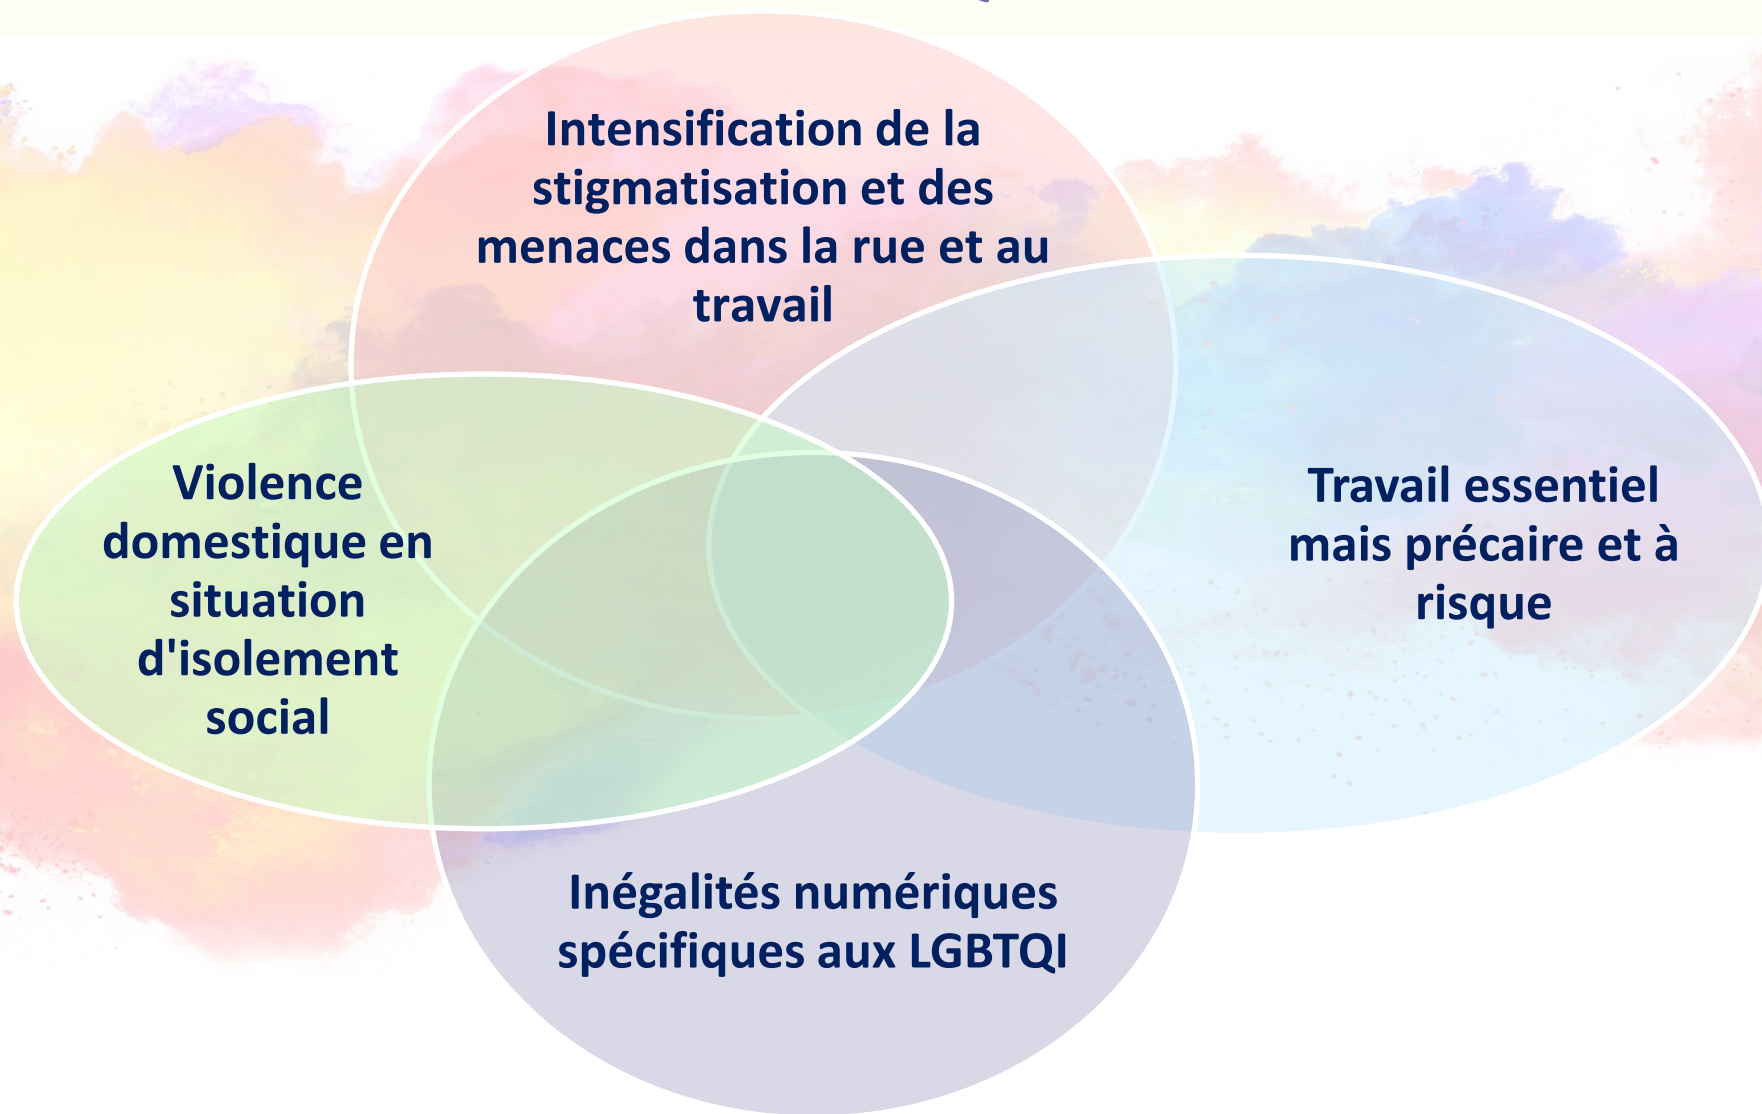 Intensification de la
stigmatisation et des
menaces dans la rue et au
travail
Violence
domestique en
situation
d'isolement
social
Travail essentiel
mais précaire et à
risque
Inégalités numériques
spécifiques aux LGBTQI